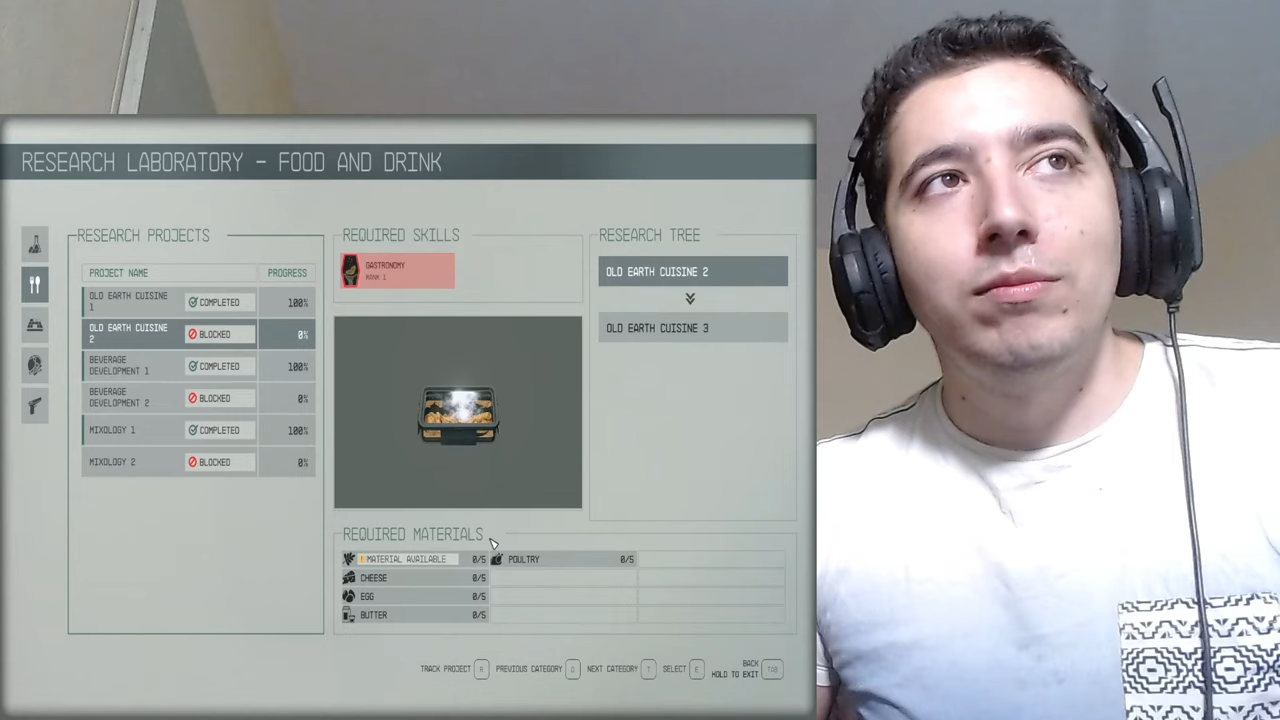 RESEARCH LABORATORY - FOOD AND DRINK
RESEARCH PROJECTS
PROJECT NAME PROGRESS
OLD EARTH CUISINE
1
COMPLETED 100%
OLD EARTH CUISINE
2
BLOCKED 0%
BEVERAGE
DEVELOPMENT 1
COMPLETED 100%
BEVERAGE
DEVELOPMENT 2
BLOCKED 0%
MIXOLOGY 1 COMPLETED 100%
MIXOLOGY 2 BLOCKED 0%
REQUIRED SKILLS
GASTRONOMY
RANK 1
RESEARCH TREE
OLD EARTH CUISINE 2
OLD EARTH CUISINE 3
REQUIRED MATERIALS
! MATERIAL AVAILABLE 0/5 POULTRY 0/5
CHEESE 0/5
EGG 0/5
BUTTER 0/5
TRACK PROJECT R PREVIOUS CATEGORY Q NEXT CATEGORY T SELECT E BACK TAB
HOLD TO EXIT